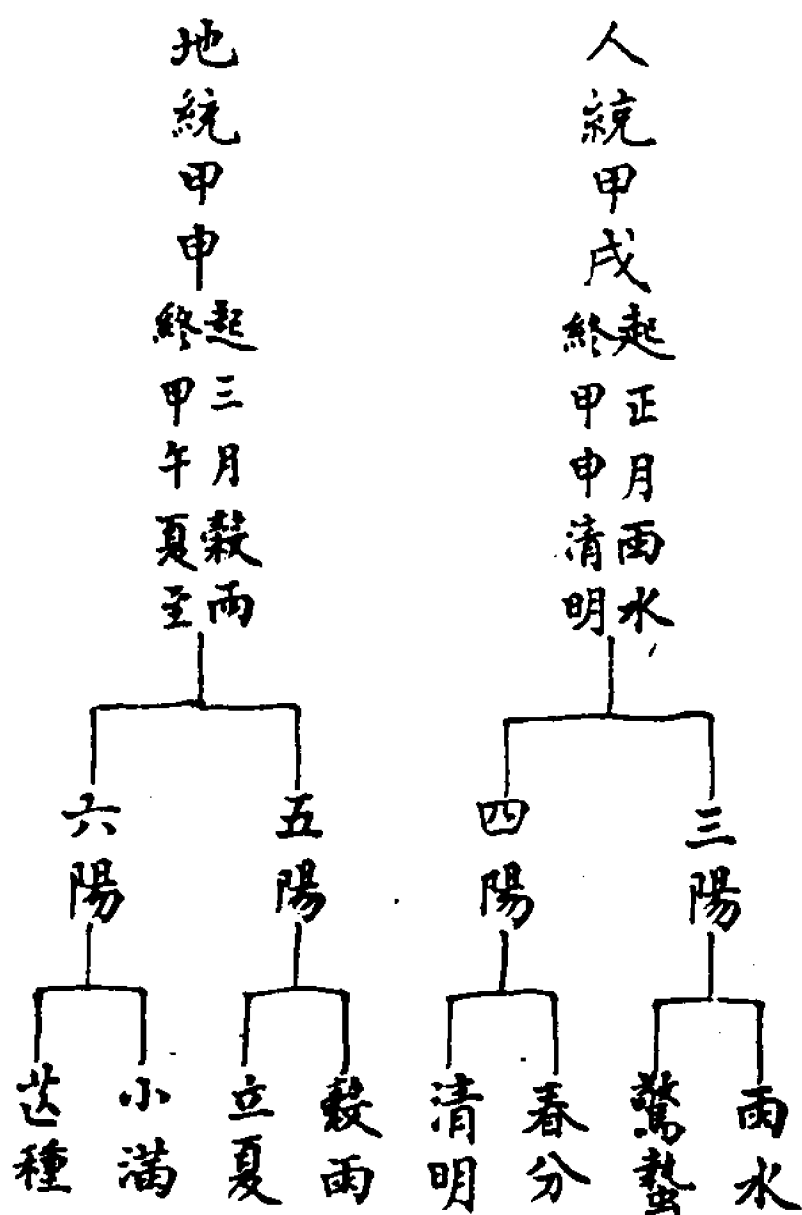 人統甲戌
起正月雨水
終甲申清明
三陽
雨水
驚蟄
四陽
春分
清明
地統甲申
起三月穀雨
終甲午夏至
五陽
穀雨
立夏
六陽
小滿
芒種